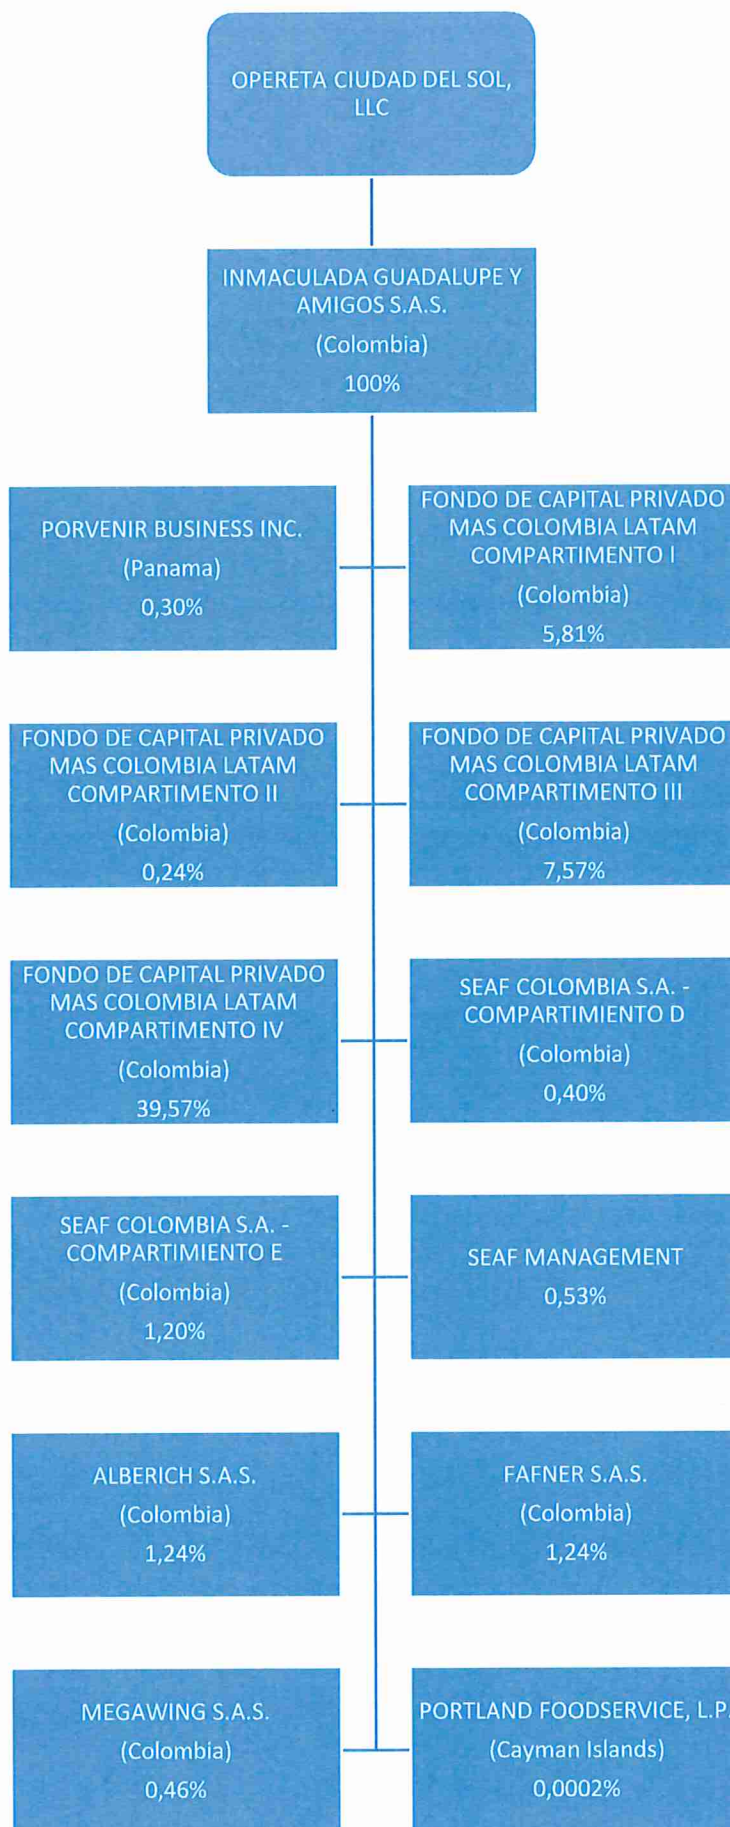 OPERETA CIUDAD DEL SOL,
LLC
INMACULADA GUADALUPE Y
AMIGOS S.A.S.
(Colombia)
100%
PORVENIR BUSINESS INC.
(Panama)
0,30%
FONDO DE CAPITAL PRIVADO
MAS COLOMBIA LATAM
COMPARTIMENTO I
(Colombia)
5,81%
FONDO DE CAPITAL PRIVADO
MAS COLOMBIA LATAM
COMPARTIMENTO II
(Colombia)
0,24%
FONDO DE CAPITAL PRIVADO
MAS COLOMBIA LATAM
COMPARTIMENTO III
(Colombia)
7,57%
FONDO DE CAPITAL PRIVADO
MAS COLOMBIA LATAM
COMPARTIMENTO IV
(Colombia)
39,57%
SEAF COLOMBIA S.A. -
COMPARTIMIENTO D
(Colombia)
0,40%
SEAF COLOMBIA S.A. -
COMPARTIMIENTO E
(Colombia)
1,20%
SEAF MANAGEMENT
0,53%
ALBERICH S.A.S.
(Colombia)
1,24%
FAFNER S.A.S.
(Colombia)
1,24%
MEGAWING S.A.S.
(Colombia)
0,46%
PORTLAND FOODSERVICE, L.P.
(Cayman Islands)
0,0002%